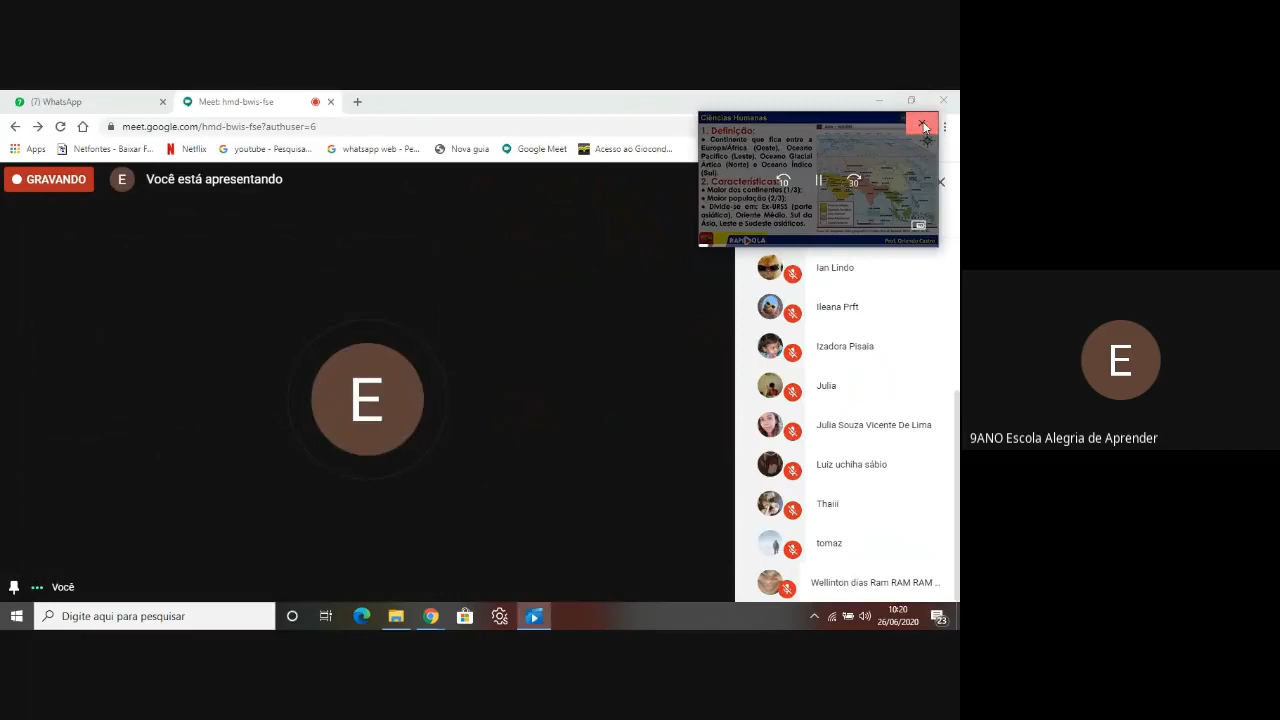 (7) WhatsApp
Meet: hmd-bwis-fse
meet.google.com/hmd-bwis-fse?authuser=6
Apps
Netfontes - Baixar F...
Netflix
youtube - Pesquisa...
whatsapp web - Pe...
Nova guia
Google Meet
Acesso ao Giocond...
GRAVANDO
E
Você está apresentando
Ciências Humanas
1. Definição:
• Continente que fica entre a
Europa/África (Oeste), Oceano
Pacífico (Leste), Oceano Glacial
Ártico (Norte) e Oceano Índico
(Sul).
2. Características:
• Maior dos continentes (1/3);
• Maior população (2/3);
• Divide-se em: Ex-URSS (parte
asiática), Oriente Médio, Sul da
Ásia, Leste e Sudeste asiáticos.
10
30
Prof. Orlando Castro
Ian Lindo
Ileana Prft
Izadora Pisaia
Julia
Julia Souza Vicente De Lima
Luiz uchiha sábio
Thaiii
tomaz
Wellinton dias Ram RAM RAM ...
E
Você
E
9ANO Escola Alegria de Aprender
Digite aqui para pesquisar
10:20
26/06/2020
23